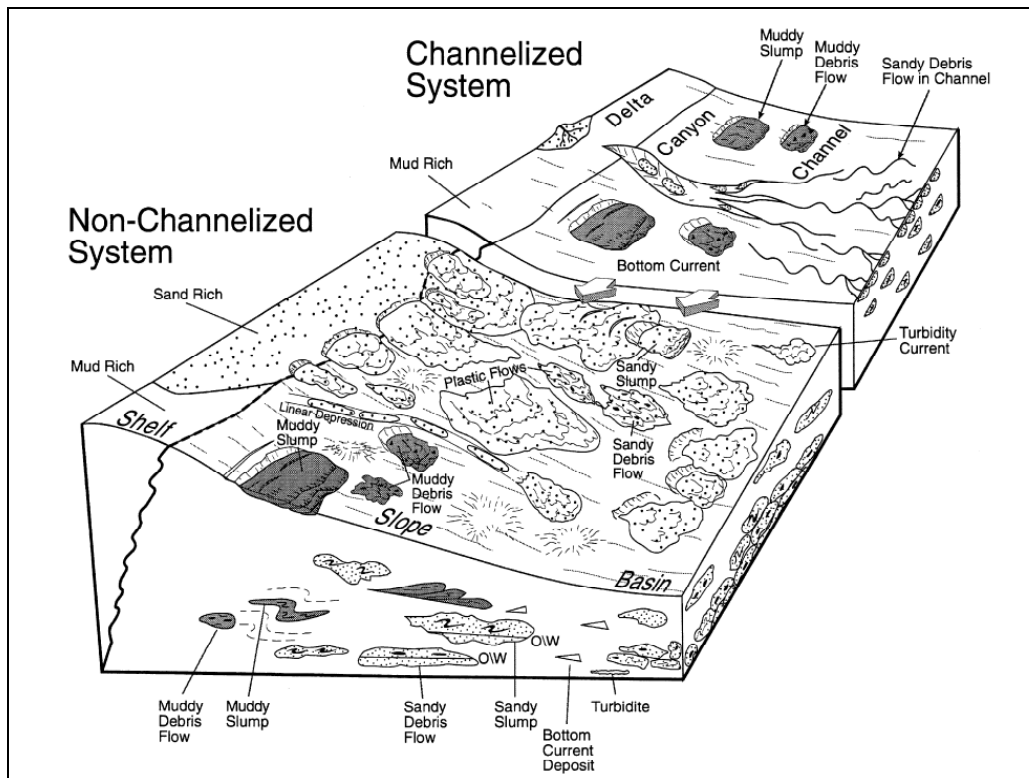 Channelized
System
Muddy
Slump
Muddy
Debris
Flow
Sandy Debris
Flow in Channel
Delta
Canyon
Channel
Mud Rich
Non-Channelized
System
Bottom Current
Sand Rich
Turbidity
Current
Mud Rich
Sandy
Slump
Plastic Flows
Shelf
Linear Depression
Muddy
Slump
Sandy
Debris
Flow
Muddy
Debris
Flow
Slope
Basin
O\W
O\W
Muddy
Debris
Flow
Muddy
Slump
Sandy
Debris
Flow
Sandy
Slump
Bottom
Current
Deposit
Turbidite